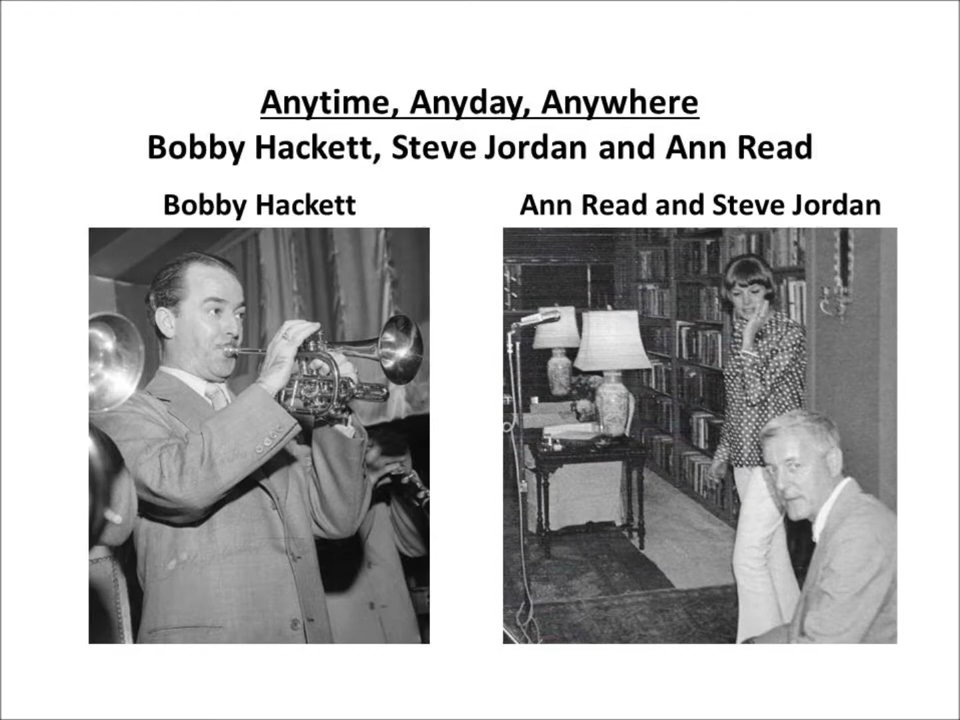 Anytime, Anyday, Anywhere
Bobby Hackett, Steve Jordan and Ann Read
Bobby Hackett
Ann Read and Steve Jordan